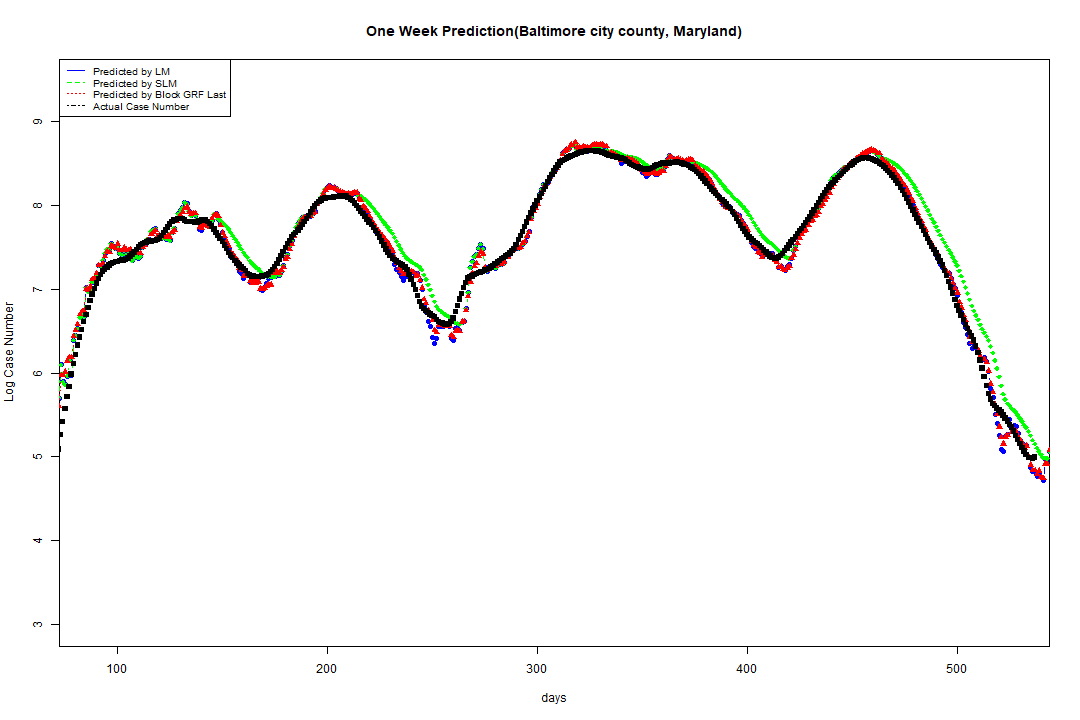 One Week Prediction(Baltimore city county, Maryland)
Predicted by LM
Predicted by SLM
Predicted by Block GRF Last
Actual Case Number
9
8
7
6
5
4
3
Log Case Number
100 200 300 400 500
days